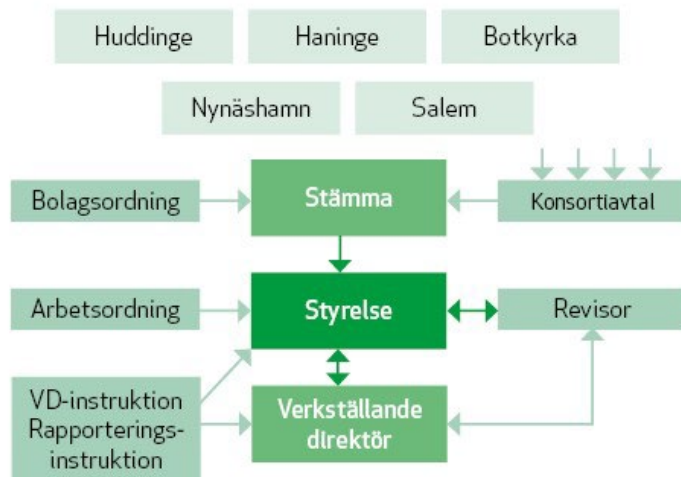 Huddinge
Haninge
Botkyrka
Nynäshamn
Salem
Bolagsordning
Stämma
Konsortiavtal
Arbetsordning
Styrelse
Revisor
VD-instruktion
Rapporterings-
instruktion
Verkställande
direktör